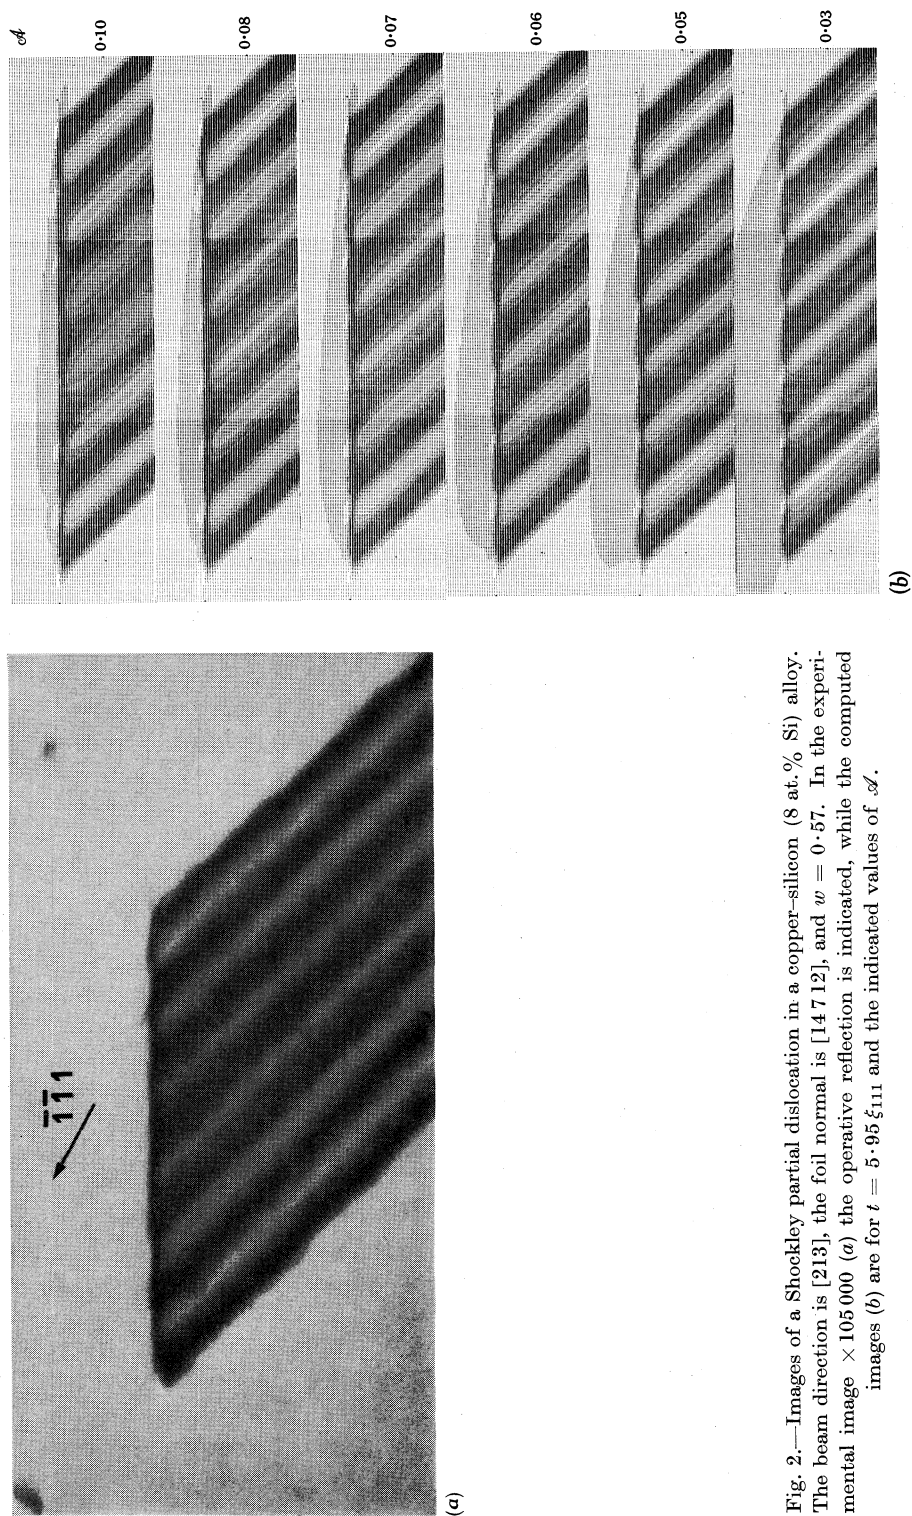 𝒜
0·10
0·08
0·07
0·06
0·05
0·03
(b)
1̅1̅1
(a)
Fig. 2.—Images of a Shockley partial dislocation in a copper–silicon (8 at.% Si) alloy.
The beam direction is [213], the foil normal is [14 7 12], and w = 0·57. In the experi-
mental image ×105 000 (a) the operative reflection is indicated, while the computed
images (b) are for t = 5·95 ξ111 and the indicated values of 𝒜.